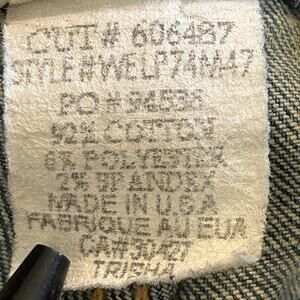 CUT# 606487
STYLE#WELP74M47
PO # 94536
92% COTTON
6% POLYESTER
2% SPANDEX
MADE IN U.S.A
FABRIQUE AU EUA
CA#30427
TRISHA